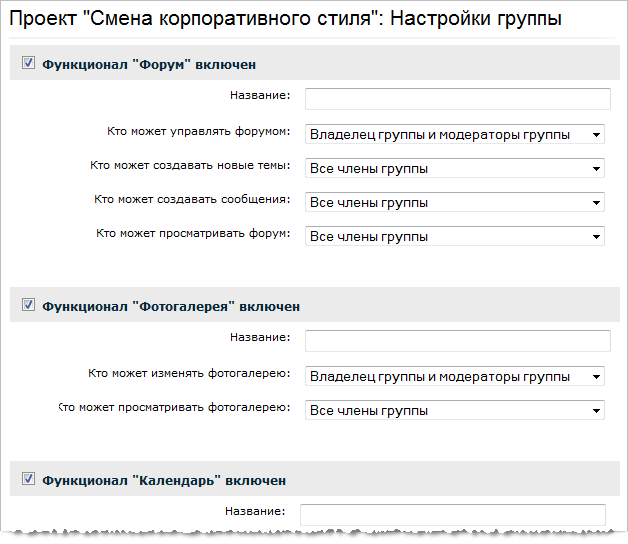 Проект "Смена корпоративного стиля": Настройки группы
Функционал "Форум" включен
Название:
Кто может управлять форумом: Владелец группы и модераторы группы
Кто может создавать новые темы: Все члены группы
Кто может создавать сообщения: Все члены группы
Кто может просматривать форум: Все члены группы
Функционал "Фотогалерея" включен
Название:
Кто может изменять фотогалерею: Владелец группы и модераторы группы
Кто может просматривать фотогалерею: Все члены группы
Функционал "Календарь" включен
Название: